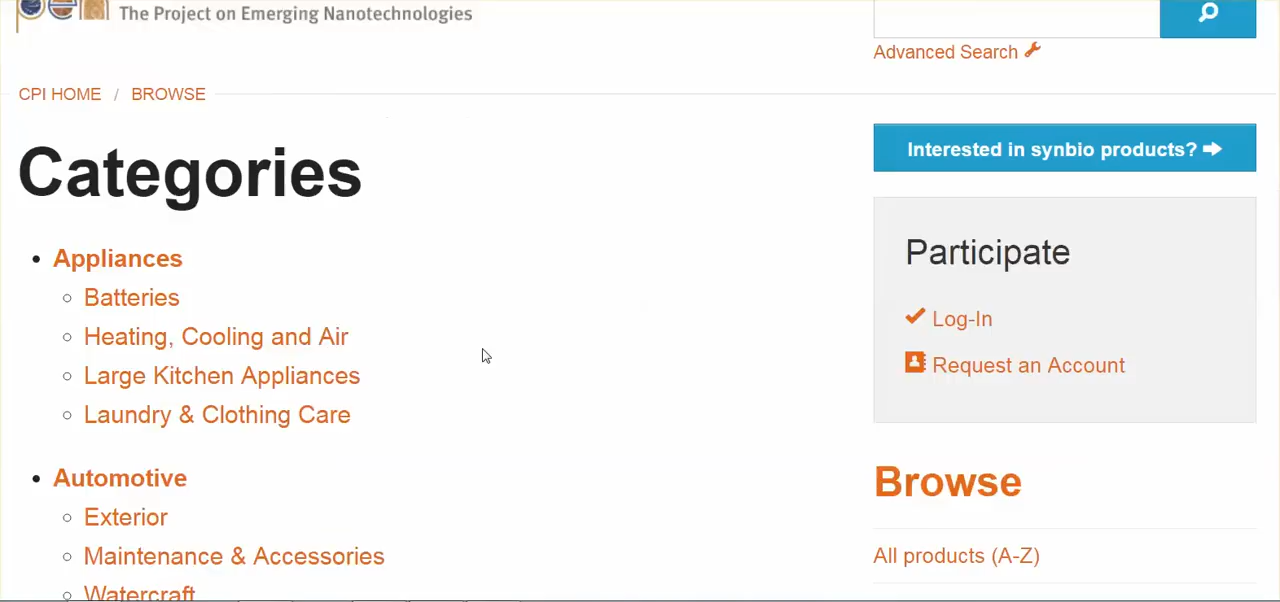 The Project on Emerging Nanotechnologies
Advanced Search
CPI HOME / BROWSE
Categories
Appliances
Batteries
Heating, Cooling and Air
Large Kitchen Appliances
Laundry & Clothing Care
Automotive
Exterior
Maintenance & Accessories
Watercraft
Interested in synbio products?
Participate
Log-In
Request an Account
Browse
All products (A-Z)